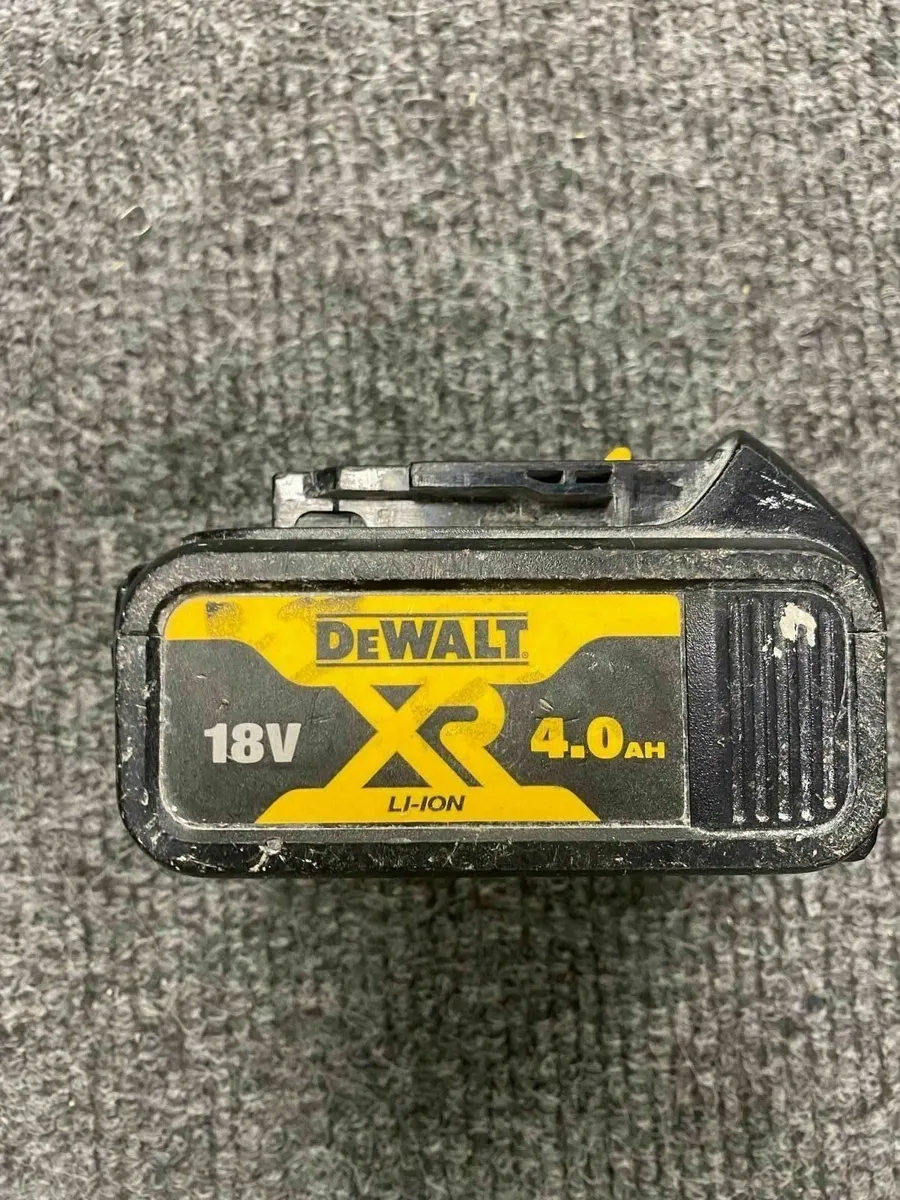 DEWALT
18V XR 4.0AH
LI-ION